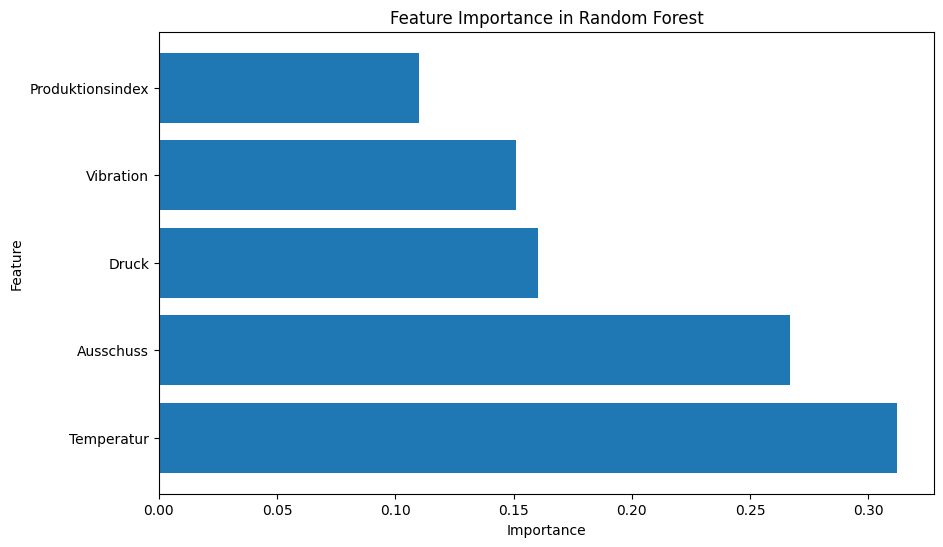 Feature Importance in Random Forest
Produktionsindex
Vibration
Druck
Ausschuss
Temperatur
Feature
0.00 0.05 0.10 0.15 0.20 0.25 0.30
Importance